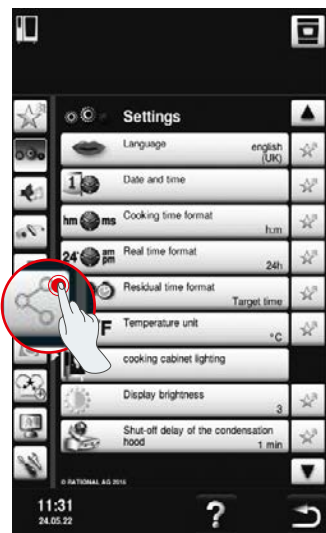 Settings
Language
english
(UK)
1
Date and time
hm ms
Cooking time format
h:m
24 am
pm
Real time format
24h
Residual time format
Target time
F
Temperature unit
°C
cooking cabinet lighting
Display brightness
3
Shut-off delay of the condensation
hood
1 min
© RATIONAL AG 2016
11:31
24.05.22
?